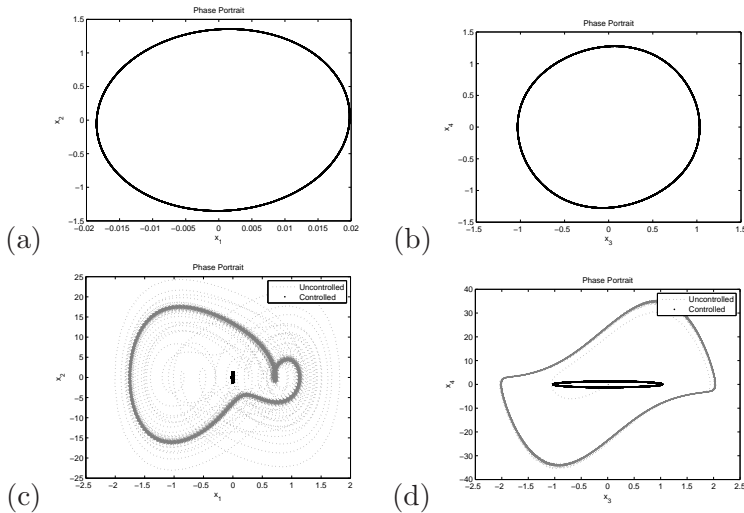 Phase Portrait
1.5
1
0.5
0
−0.5
−1
−1.5
x2
−0.02 −0.015 −0.01 −0.005 0 0.005 0.01 0.015 0.02
x1
(a)
Phase Portrait
1.5
1
0.5
0
−0.5
−1
−1.5
x4
−1.5 −1 −0.5 0 0.5 1 1.5
x3
(b)
Phase Portrait
25
20
15
10
5
0
−5
−10
−15
−20
−25
x2
Uncontrolled
Controlled
−2.5 −2 −1.5 −1 −0.5 0 0.5 1 1.5 2
x1
(c)
Phase Portrait
40
30
20
10
0
−10
−20
−30
−40
x4
Uncontrolled
Controlled
−2.5 −2 −1.5 −1 −0.5 0 0.5 1 1.5 2 2.5
x3
(d)